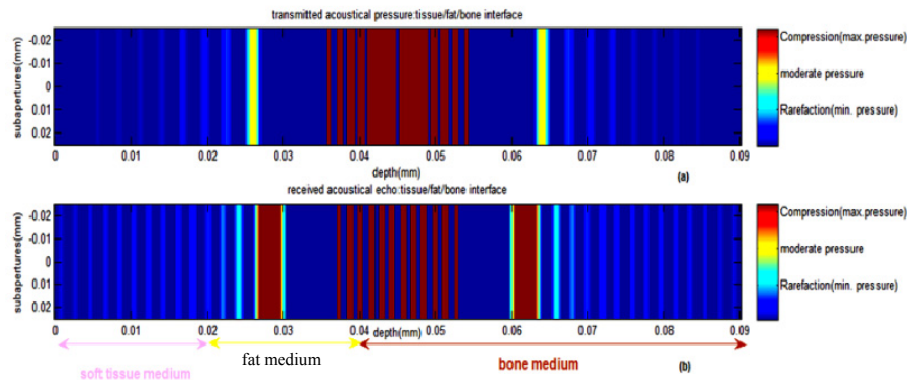 transmitted acoustical pressure:tissue/fat/bone interface
subapertures(mm)
-0.02
-0.01
0
0.01
0.02
0 0.01 0.02 0.03 0.04 0.05 0.06 0.07 0.08 0.09
depth(mm)
Compression(max.pressure)
moderate pressure
Rarefaction(min. pressure)
(a)
received acoustical echo:tissue/fat/bone interface
subapertures(mm)
-0.02
-0.01
0
0.01
0.02
0 0.01 0.02 0.03 0.04 0.05 0.06 0.07 0.08 0.09
depth(mm)
Compression(max.pressure)
moderate pressure
Rarefaction(min. pressure)
(b)
soft tissue medium
fat medium
bone medium